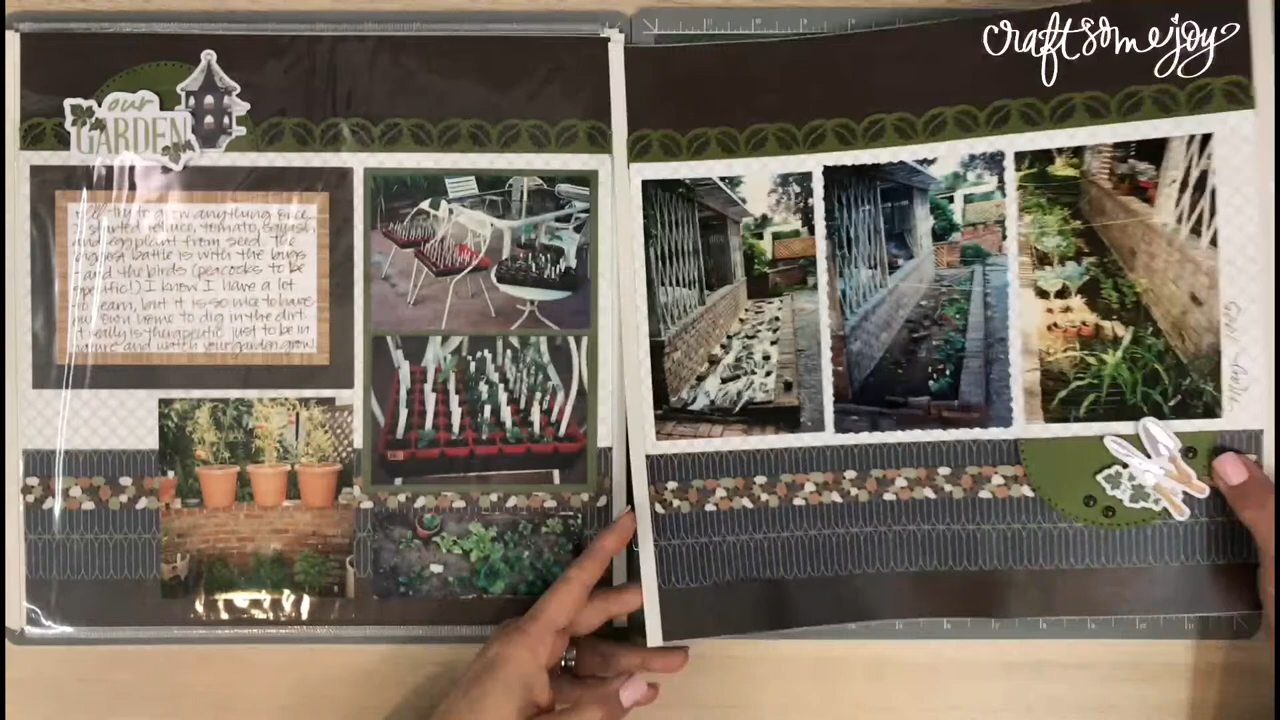 craftsomejoy
our
GARDEN
I'll try to grow anything once.
I started lettuce, tomato, squash,
and eggplant from seed. The
biggest battle is with the bugs
and the birds (peacocks to be
specific!) I know I have a lot
to learn, but it is so nice to have
my own home to dig in the dirt.
It really is therapeutic just to be in
nature and watch your garden grow